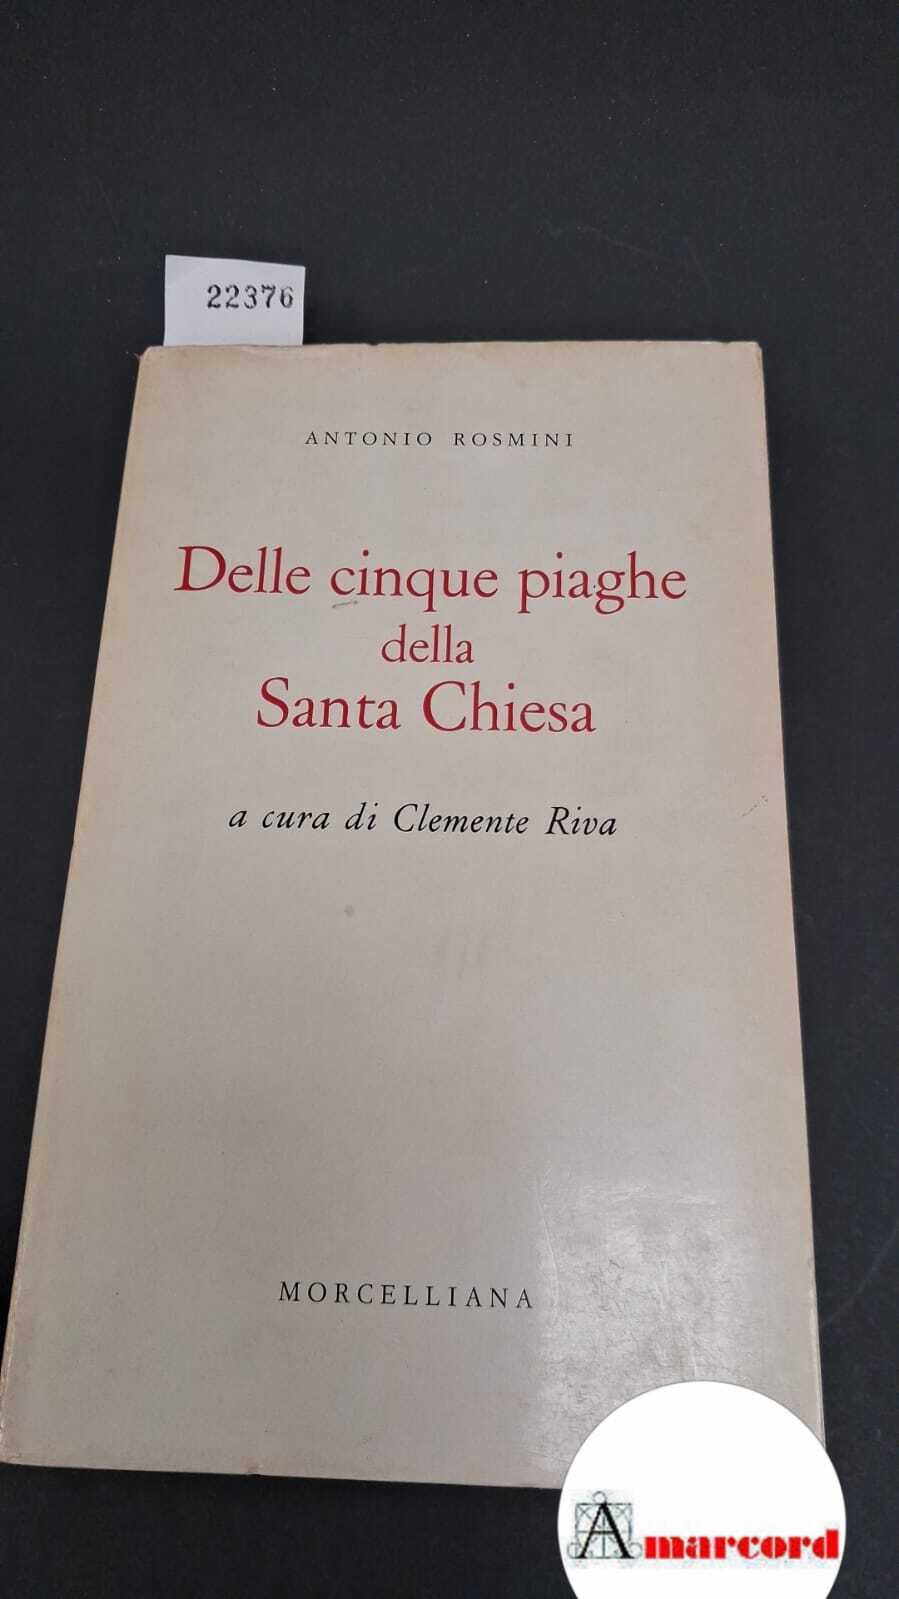 22376
ANTONIO ROSMINI
Delle cinque piaghe
della
Santa Chiesa
a cura di Clemente Riva
MORCELLIANA
Amarcord